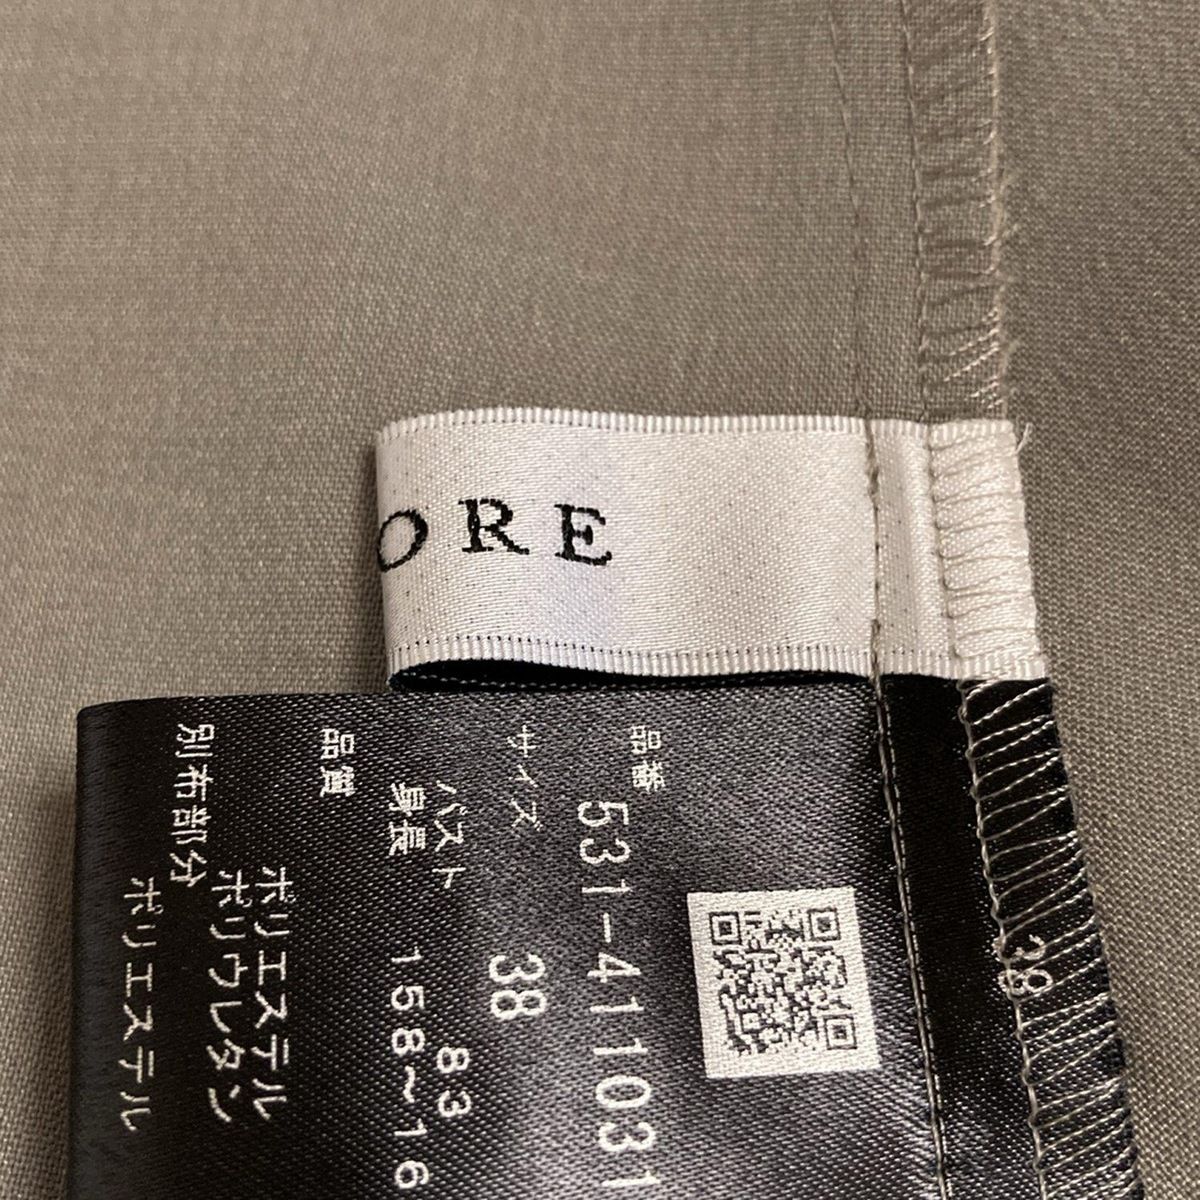 ORE
品番 531-411031
サイズ 38
バスト 83
身長 158~16
品質
ポリエステル
ポリウレタン
別布部分
ポリエステル
38